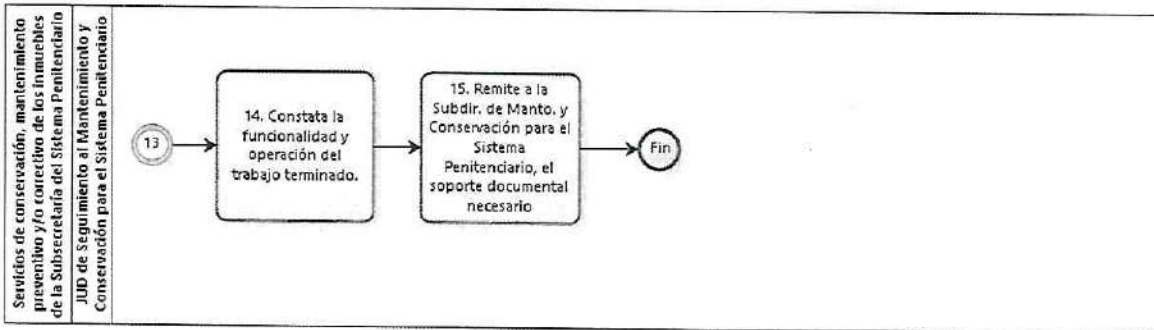 Servicios de conservación, mantenimiento
preventivo y/o correctivo de los inmuebles
de la Subsecretaría del Sistema Penitenciario
JUD de Seguimiento al Mantenimiento y
Conservación para el Sistema Penitenciario
13
14. Constata la
funcionalidad y
operación del
trabajo terminado.
15. Remite a la
Subdir. de Manto. y
Conservación para el
Sistema
Penitenciario, el
soporte documental
necesario
Fin